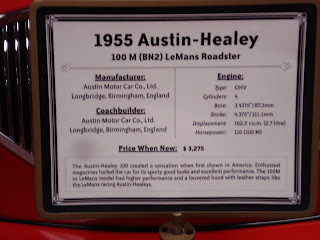 1955 Austin-Healey
100 M (BN2) LeMans Roadster
Manufacturer:
Austin Motor Car Co., Ltd.
Longbridge, Birmingham, England
Coachbuilder:
Austin Motor Car Co., Ltd.
Longbridge, Birmingham, England
Engine:
Type: OHV
Cylinders: 4
Bore: 3.4375"/87.3mm
Stroke: 4.375"/111.1mm
Displacement: 162.2 cu.in. (2.7 litre)
Horsepower: 110 (100 M)
Price When New: $ 3,275
The Austin-Healey 100 created a sensation when first shown in America. Enthusiast
magazines hailed the car for its sporty good looks and excellent performance. The 100M
or LeMans model had higher performance and a louvered hood with leather straps like
the LeMans racing Austin-Healeys.